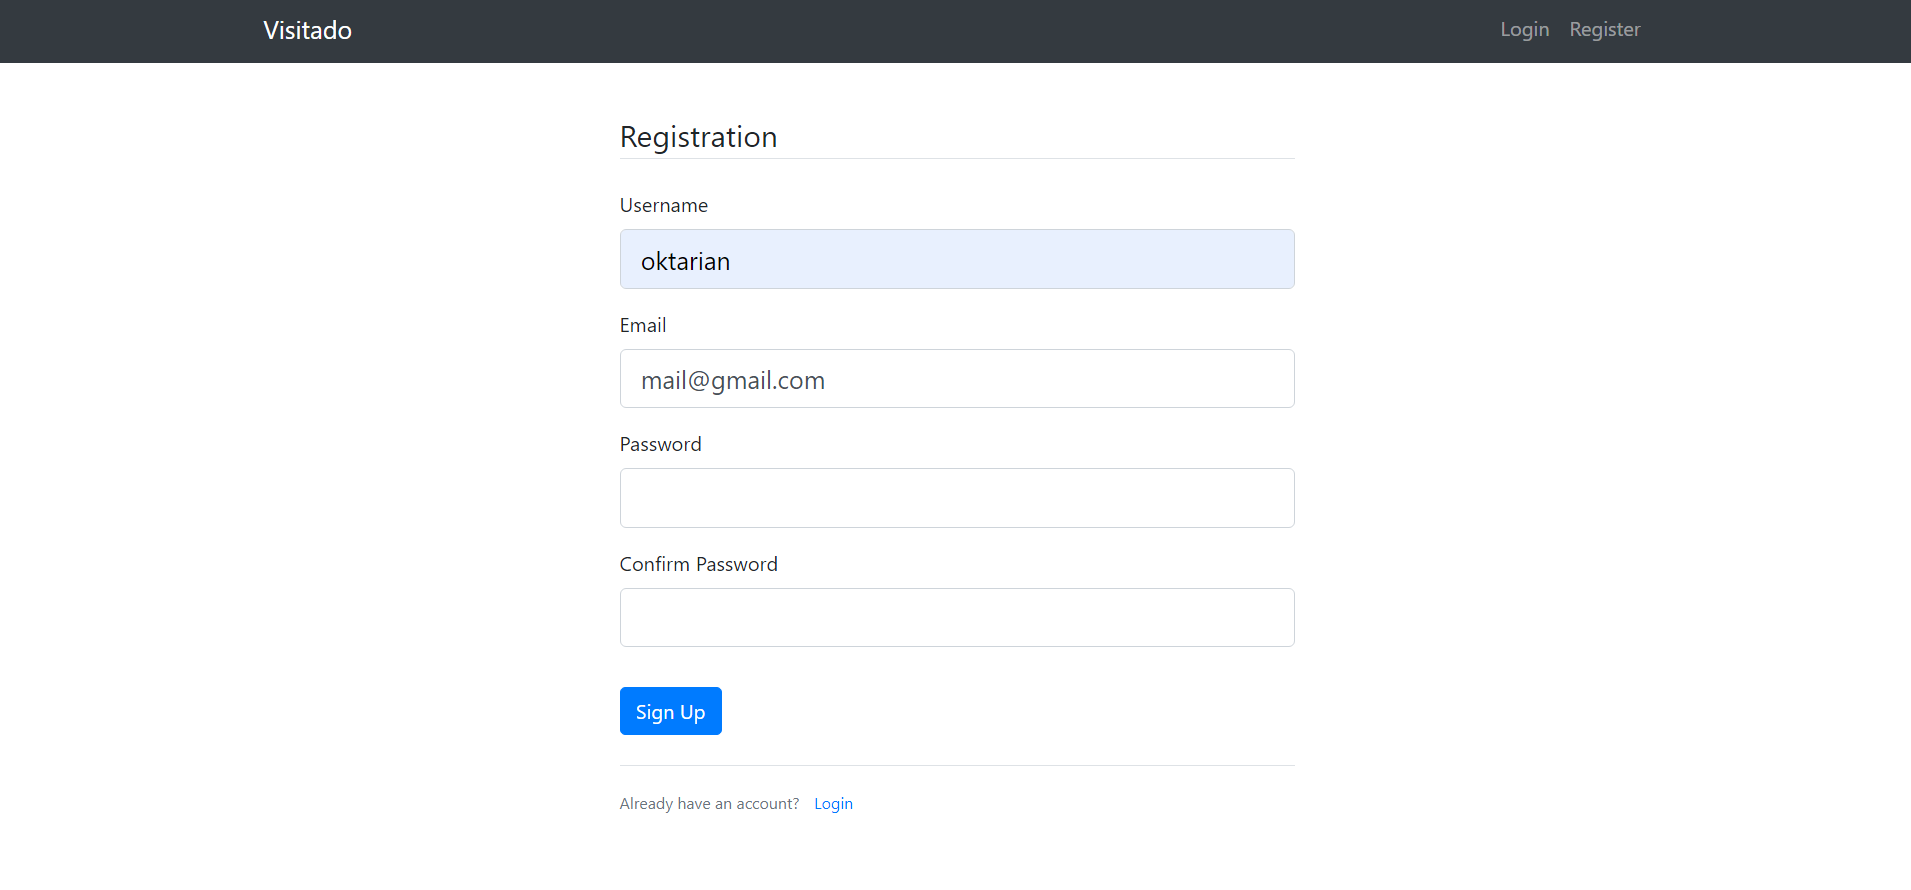 Visitado Login Register
Registration
Username
oktarian
Email
mail@gmail.com
Password
Confirm Password
Sign Up
Already have an account? Login